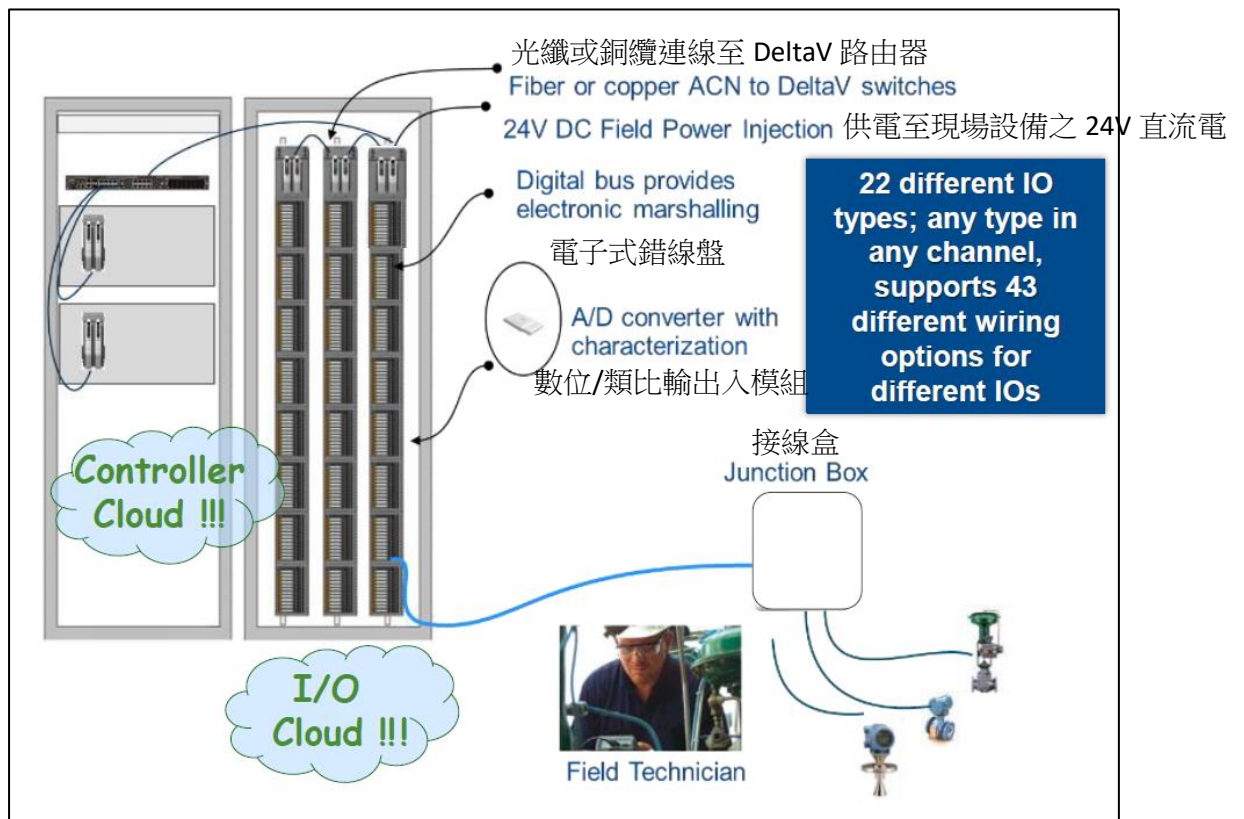 光纖或銅纜連線至 DeltaV 路由器
Fiber or copper ACN to DeltaV switches
24V DC Field Power Injection 供電至現場設備之 24V 直流電
Digital bus provides
electronic marshalling
電子式錯線盤
A/D converter with
characterization
數位/類比輸出入模組
22 different IO
types; any type in
any channel,
supports 43
different wiring
options for
different IOs
Controller
Cloud !!!
接線盒
Junction Box
I/O
Cloud !!!
Field Technician